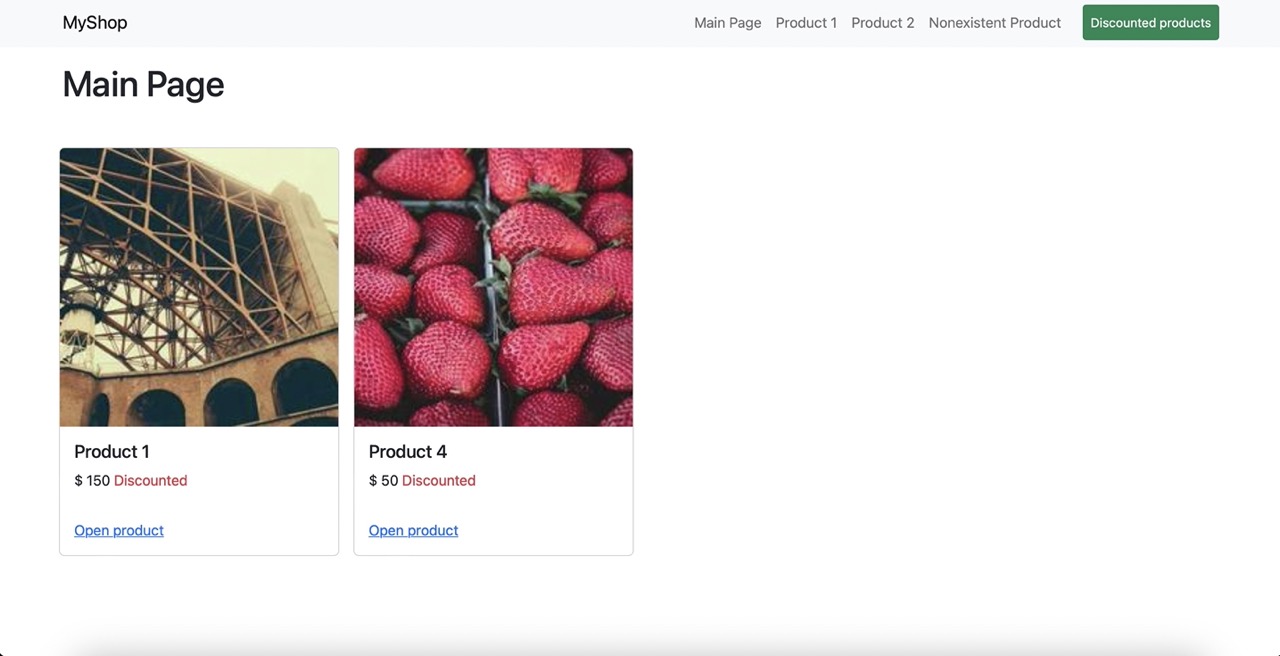 MyShop
Main Page Product 1 Product 2 Nonexistent Product Discounted products
Main Page
Product 1
$ 150 Discounted
Open product
Product 4
$ 50 Discounted
Open product